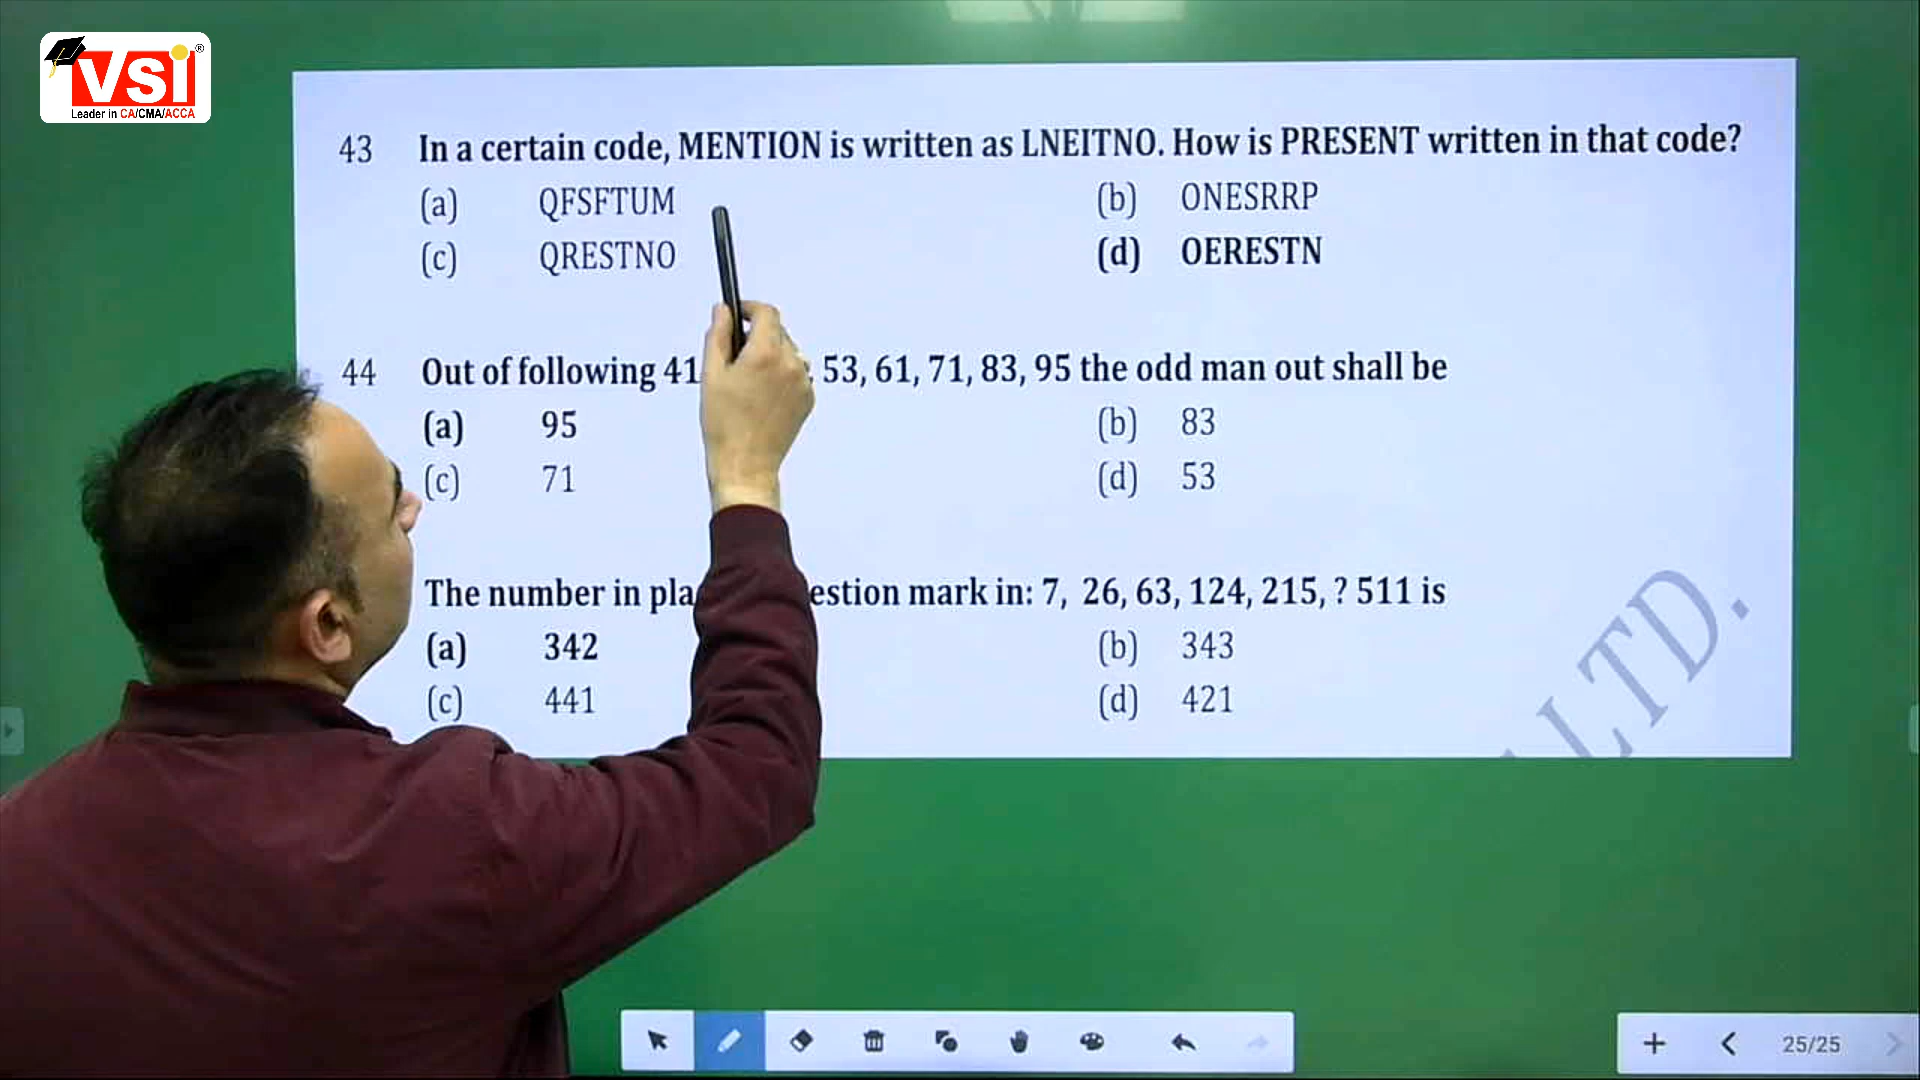 VSI®
Leader in CA/CMA/ACCA
43 In a certain code, MENTION is written as LNEITNO. How is PRESENT written in that code?
(a) QFSFTUM (b) ONESRRP
(c) QRESTNO (d) OERESTN
44 Out of following 41 53, 61, 71, 83, 95 the odd man out shall be
(a) 95 (b) 83
(c) 71 (d) 53
The number in pla estion mark in: 7, 26, 63, 124, 215, ? 511 is
(a) 342 (b) 343
(c) 441 (d) 421
LTD.
25/25